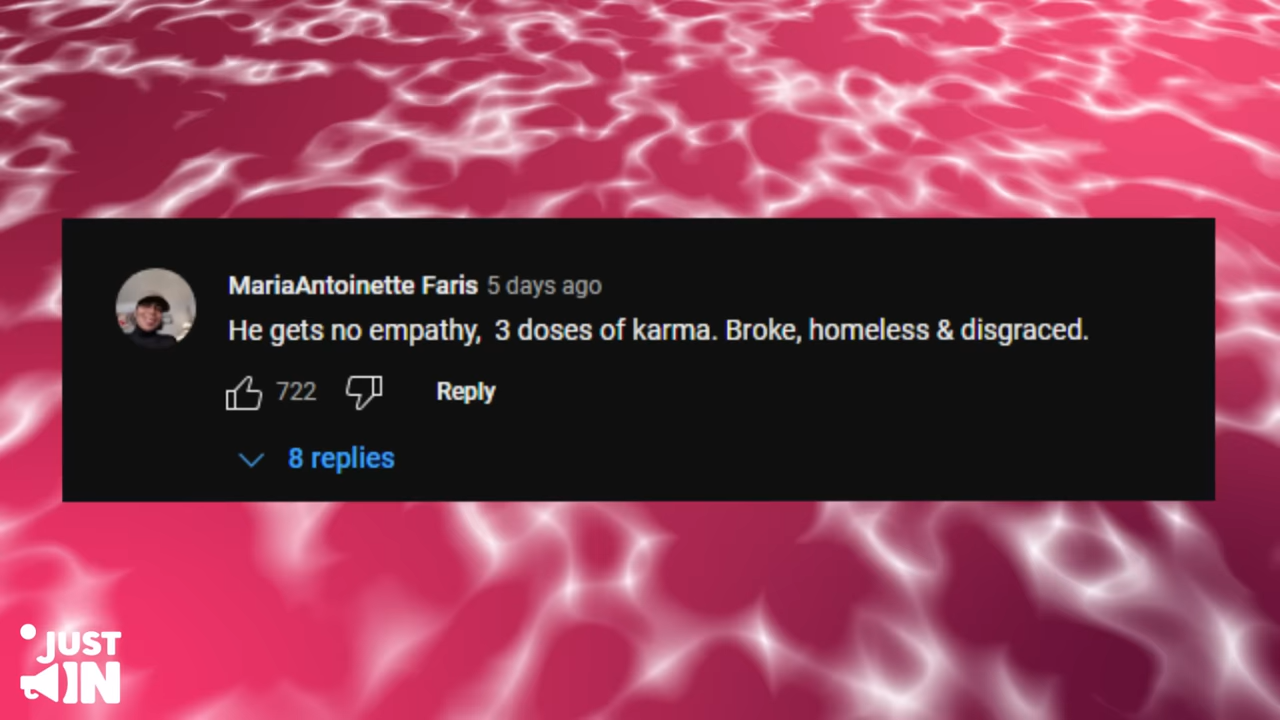 MariaAntoinette Faris 5 days ago
He gets no empathy,  3 doses of karma. Broke, homeless & disgraced.
722 Reply
8 replies
JUST
IN